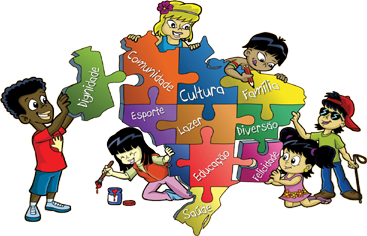 Dignidade
Comunidade
Cultura
Família
Esporte
Lazer
Diversão
Educação
Felicidade
Saúde